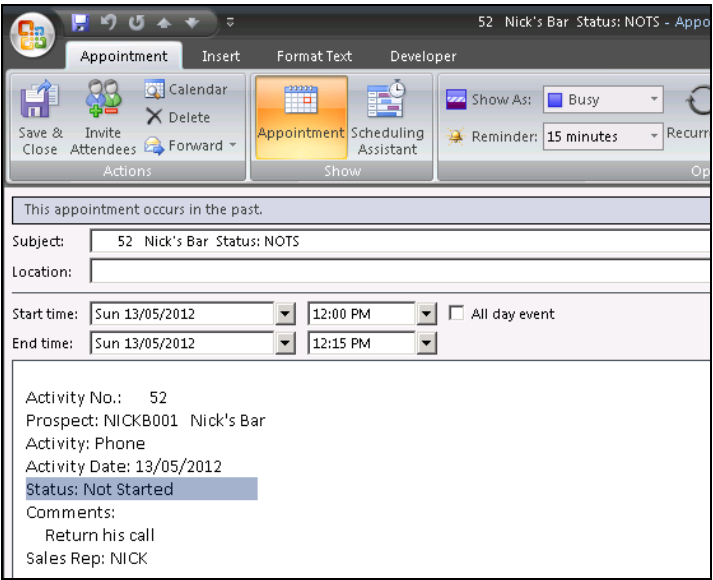 52 Nick's Bar Status: NOTS - Appo
Appointment Insert Format Text Developer
Save & Close
Invite Attendees
Calendar
Delete
Forward
Actions
Appointment
Scheduling Assistant
Show
Show As: Busy
Reminder: 15 minutes
Recurr
Op
This appointment occurs in the past.
Subject: 52 Nick's Bar Status: NOTS
Location:
Start time: Sun 13/05/2012 12:00 PM All day event
End time: Sun 13/05/2012 12:15 PM
Activity No.: 52
Prospect: NICKB001 Nick's Bar
Activity: Phone
Activity Date: 13/05/2012
Status: Not Started
Comments:
Return his call
Sales Rep: NICK